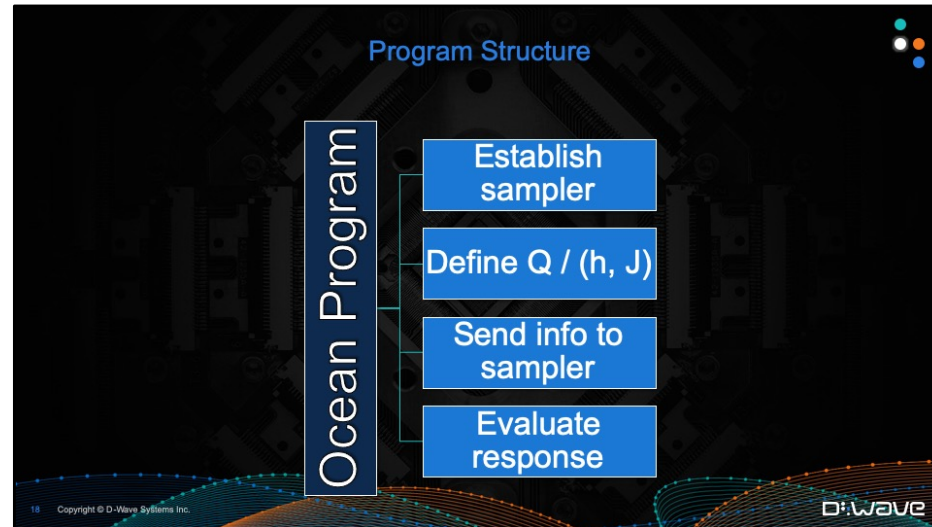 Program Structure
Ocean Program
Establish
sampler
Define Q / (h, J)
Send info to
sampler
Evaluate
response
18 Copyright © D-Wave Systems Inc.
D:WAVE